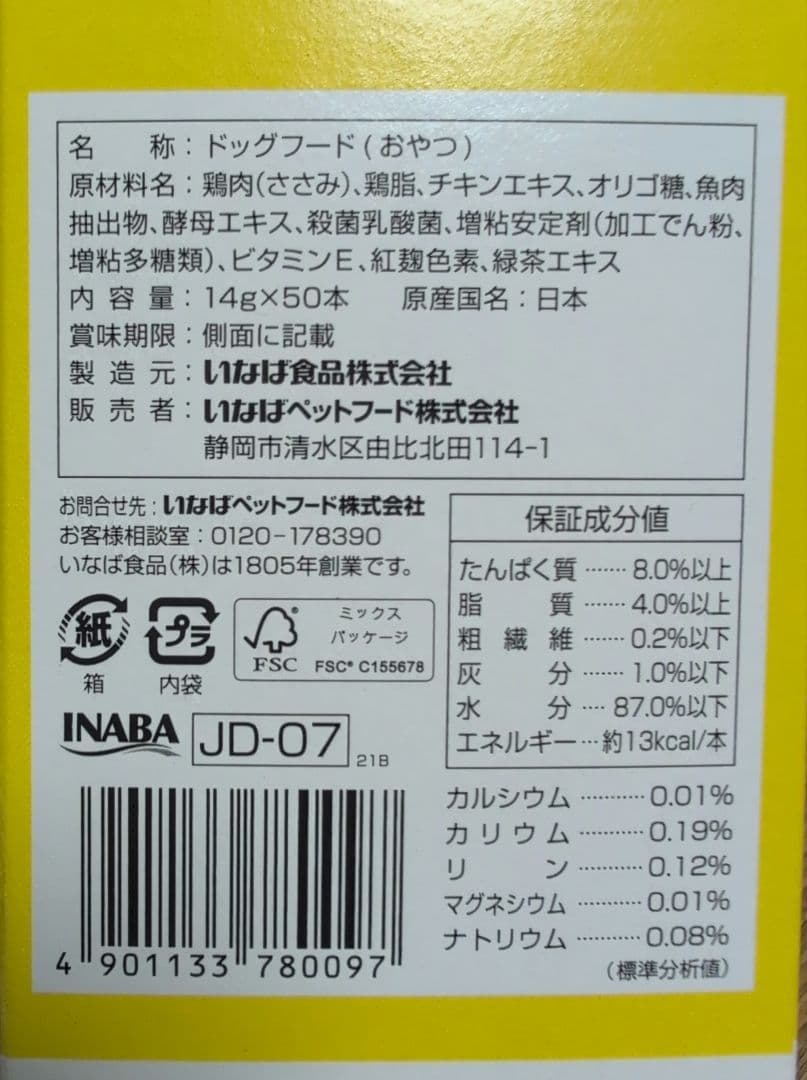 名称：ドッグフード(おやつ)
原材料名：鶏肉(ささみ)、鶏脂、チキンエキス、オリゴ糖、魚肉
抽出物、酵母エキス、殺菌乳酸菌、増粘安定剤(加工でん粉、
増粘多糖類)、ビタミンE、紅麹色素、緑茶エキス
内容量：14g×50本 原産国名：日本
賞味期限：側面に記載
製造元：いなば食品株式会社
販売者：いなばペットフード株式会社
静岡市清水区由比北田114-1
お問合せ先：いなばペットフード株式会社
お客様相談室：0120-178390
いなば食品(株)は1805年創業です。
紙
箱
プラ
内袋
FSC
ミックス
パッケージ
FSC® C155678
INABA
JD-07
21B
4 901133 780097
保証成分値
たんぱく質……8.0%以上
脂質……4.0%以上
粗繊維……0.2%以下
灰分……1.0%以下
水分…87.0%以下
エネルギー…約13kcal/本
カルシウム…………0.01%
カリウム…………0.19%
リン…………0.12%
マグネシウム…………0.01%
ナトリウム…………0.08%
(標準分析値)